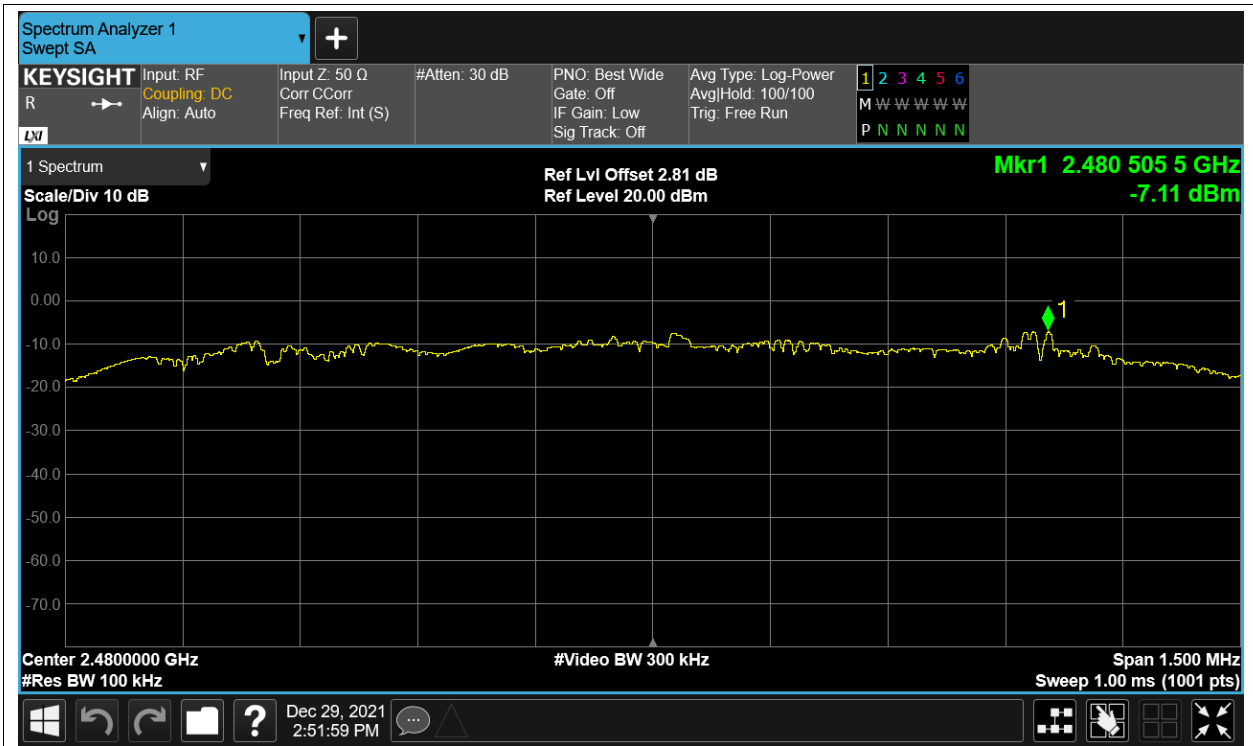 Spectrum Analyzer 1
Swept SA
KEYSIGHT
R
LXI
Input: RF
Coupling: DC
Align: Auto
Input Z: 50 Ω
Corr CCorr
Freq Ref: Int (S)
#Atten: 30 dB
PNO: Best Wide
Gate: Off
IF Gain: Low
Sig Track: Off
Avg Type: Log-Power
Avg|Hold: 100/100
Trig: Free Run
1 2 3 4 5 6
M W W W W W
P N N N N N
1 Spectrum
Scale/Div 10 dB
Log
Ref Lvl Offset 2.81 dB
Ref Level 20.00 dBm
Mkr1 2.480 505 5 GHz
-7.11 dBm
10.0
0.00
-10.0
-20.0
-30.0
-40.0
-50.0
-60.0
-70.0
1
Center 2.4800000 GHz
#Res BW 100 kHz
#Video BW 300 kHz
Span 1.500 MHz
Sweep 1.00 ms (1001 pts)
?
Dec 29, 2021
2:51:59 PM